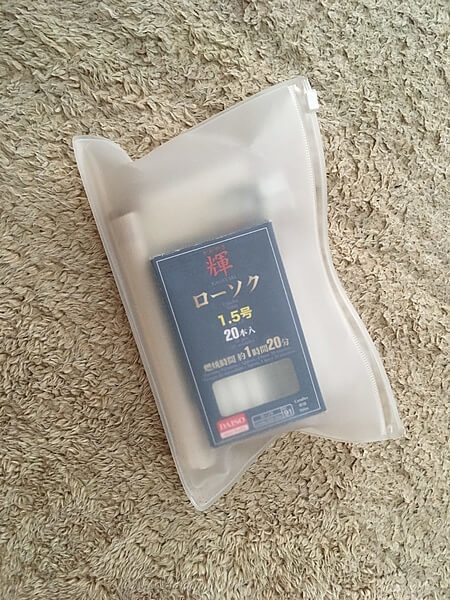 輝
ローソク
1.5号
20本入
燃焼時間 約1時間20分
DAISO